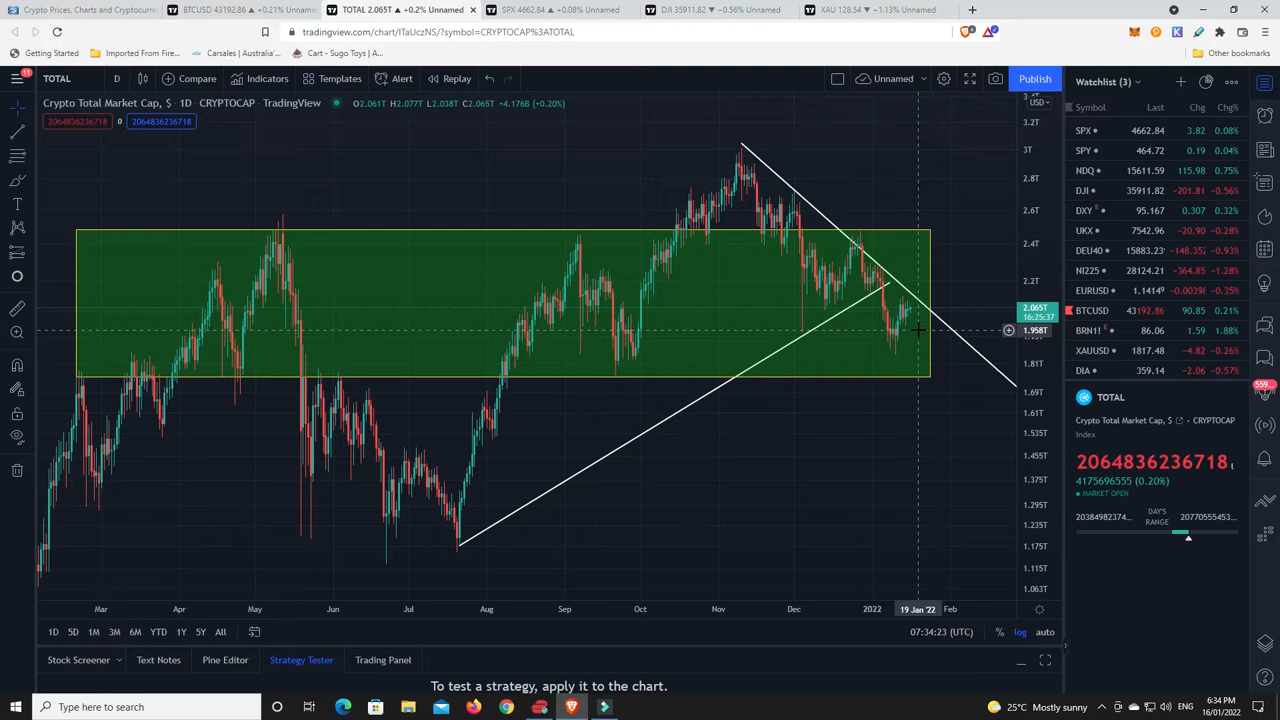 Crypto Prices, Charts and Cryptocurre
BTCUSD 43192.86 ▲ +0.21% Unnamed
TOTAL 2.065T ▲ +0.2% Unnamed
SPX 4662.84 ▲ +0.08% Unnamed
DJI 35911.82 ▼ −0.56% Unnamed
XAU 128.54 ▼ −1.13% Unnamed
tradingview.com/chart/ITaUczNS/?symbol=CRYPTOCAP%3ATOTAL
Getting Started
Imported From Fire...
Carsales | Australia'...
Cart - Sugo Toys | A...
Other bookmarks
11
TOTAL
D
Compare
Indicators
Templates
Alert
Replay
Unnamed
Publish
Crypto Total Market Cap, $ · 1D · CRYPTOCAP · TradingView
O2.061T H2.077T L2.038T C2.065T +4.176B (+0.20%)
2064836236718 0 2064836236718
USD
3.2T
3T
2.8T
2.6T
2.4T
2.2T
2.065T
16:25:37
1.958T
1.81T
1.69T
1.61T
1.535T
1.455T
1.375T
1.295T
1.235T
1.175T
1.115T
1.063T
Mar Apr May Jun Jul Aug Sep Oct Nov Dec 2022 19 Jan '22 Feb
1D 5D 1M 3M 6M YTD 1Y 5Y All
07:34:23 (UTC) % log auto
Stock Screener Text Notes Pine Editor Strategy Tester Trading Panel
To test a strategy, apply it to the chart.
Watchlist (3)
Symbol Last Chg Chg%
SPX 4662.84 3.82 0.08%
SPY 464.72 0.19 0.04%
NDQ 15611.59 115.98 0.75%
DJI 35911.82 −201.81 −0.56%
DXY E 95.167 0.307 0.32%
UKX 7542.96 −20.90 −0.28%
DEU40 15883.23 −148.352 −0.93%
NI225 28124.21 −364.85 −1.28%
EURUSD 1.1414 −0.00398 −0.35%
BTCUSD 43192.86 90.85 0.21%
BRN1! E 86.06 1.59 1.88%
XAUUSD 1817.48 −4.82 −0.26%
DIA 359.14 −2.06 −0.57%
559
TOTAL
Crypto Total Market Cap, $ • CRYPTOCAP
Index
2064836236718
4175696555 (0.20%)
MARKET OPEN
20384982374... DAY'S RANGE 20770555453...
Type here to search
25°C Mostly sunny
6:34 PM
16/01/2022